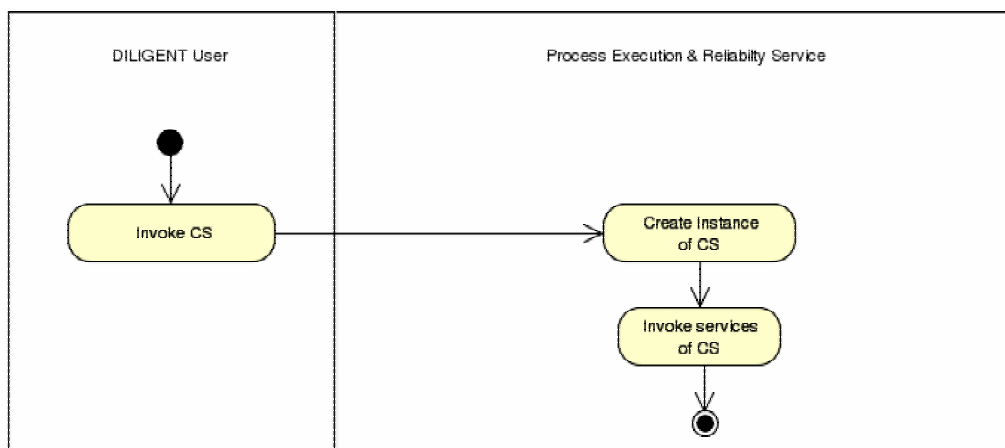 DILIGENT User
Process Execution & Reliabilty Service
Invoke CS
Create instance
of CS
Invoke services
of CS